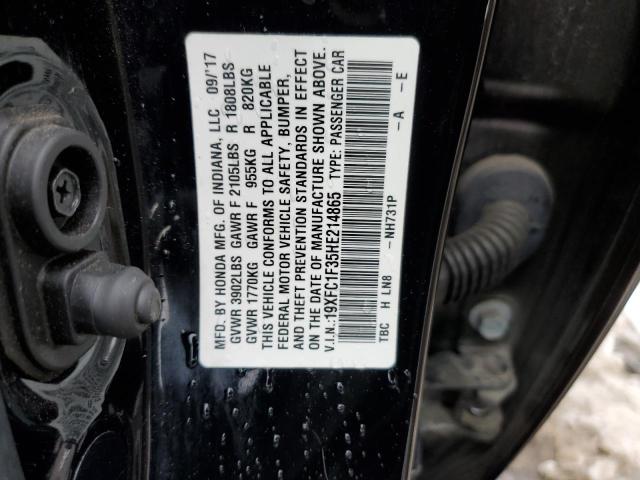 MFD. BY HONDA MFG. OF INDIANA, LLC 09/'17
GVWR 3902LBS GAWR F 2105LBS R 1808LBS
GVWR 1770KG GAWR F 955KG R 820KG
THIS VEHICLE CONFORMS TO ALL APPLICABLE
FEDERAL MOTOR VEHICLE SAFETY, BUMPER,
AND THEFT PREVENTION STANDARDS IN EFFECT
ON THE DATE OF MANUFACTURE SHOWN ABOVE.
V.I.N.:19XFC1F35HE214865 TYPE: PASSENGER CAR
TBC H LN8 -NH731P -A -E